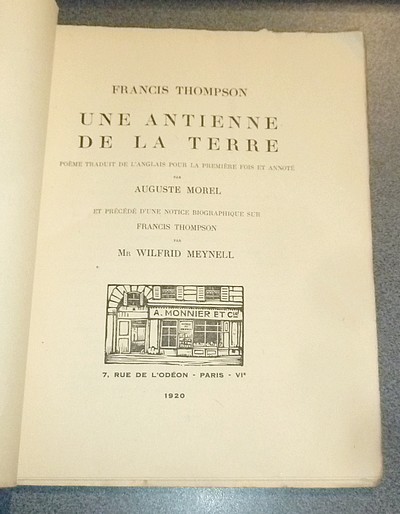 FRANCIS THOMPSON
UNE ANTIENNE
DE LA TERRE
POÈME TRADUIT DE L'ANGLAIS POUR LA PREMIÈRE FOIS ET ANNOTÉ
PAR
AUGUSTE MOREL
ET PRÉCÉDÉ D'UNE NOTICE BIOGRAPHIQUE SUR
FRANCIS THOMPSON
PAR
MR WILFRID MEYNELL
A. MONNIER ET CIE
7, RUE DE L'ODÉON - PARIS - VIe
1920